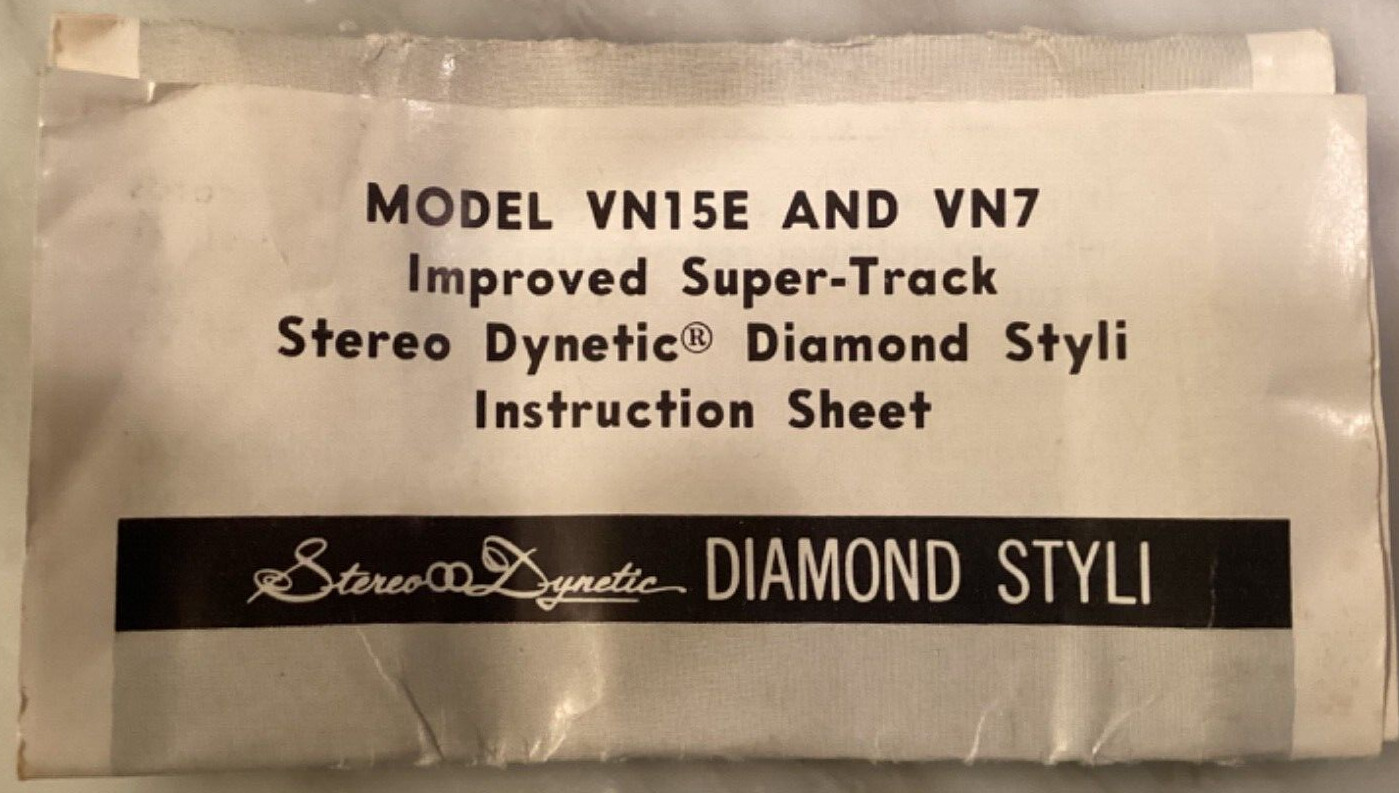 MODEL VN15E AND VN7
Improved Super-Track
Stereo Dynetic® Diamond Styli
Instruction Sheet
Stereo Dynetic DIAMOND STYLI